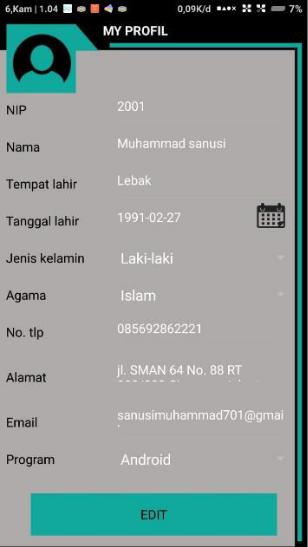 6,Kam | 1.04
0,09K/d
7%
MY PROFIL
NIP
2001
Nama
Muhammad sanusi
Tempat lahir
Lebak
Tanggal lahir
1991-02-27
Jenis kelamin
Laki-laki
Agama
Islam
No. tlp
085692862221
Alamat
jl. SMAN 64 No. 88 RT
Email
sanusimuhammad701@gmai
Program
Android
EDIT